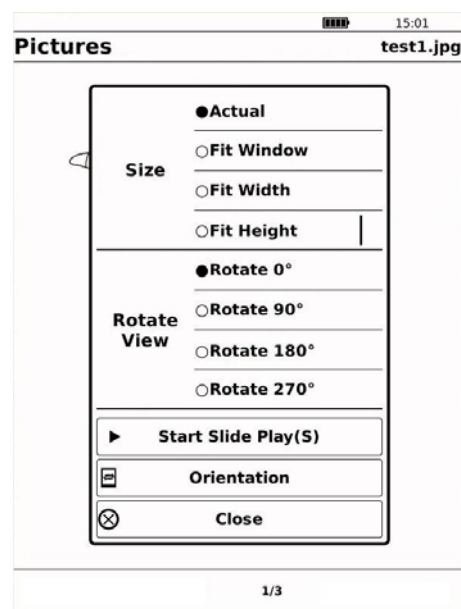 15:01
Pictures test1.jpg
Size
Actual
Fit Window
Fit Width
Fit Height
Rotate
View
Rotate 0°
Rotate 90°
Rotate 180°
Rotate 270°
Start Slide Play(S)
Orientation
Close
1/3